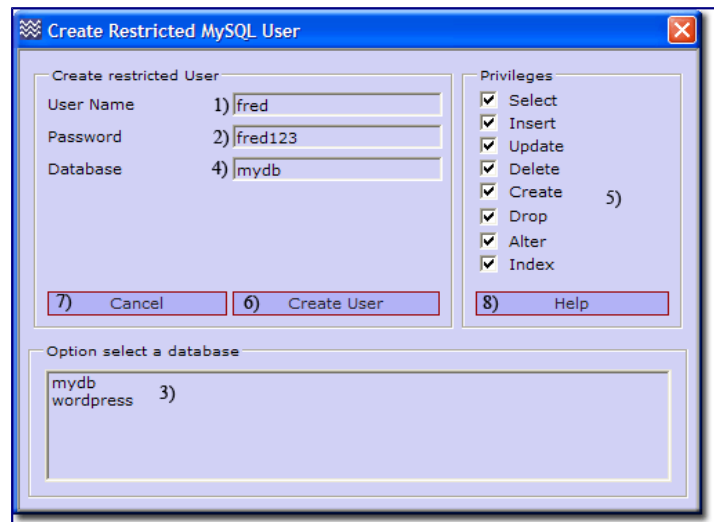 Create Restricted MySQL User
Create restricted User
User Name 1) fred
Password 2) fred123
Database 4) mydb
7) Cancel 6) Create User
Privileges
Select
Insert
Update
Delete
Create
5)
Drop
Alter
Index
8) Help
Option select a database
mydb
wordpress 3)